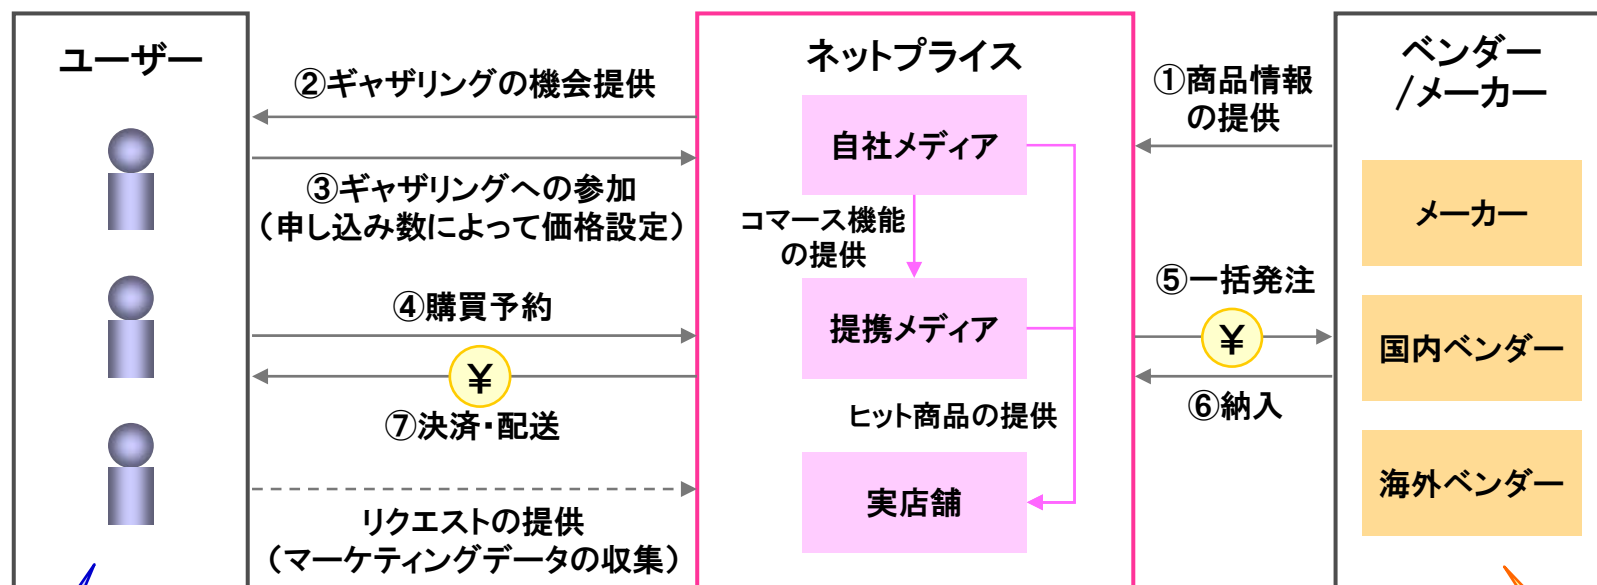 ユーザー
②ギャザリングの機会提供
③ギャザリングへの参加
（申し込み数によって価格設定）
④購買予約
¥
⑦決済・配送
リクエストの提供
（マーケティングデータの収集）
ネットプライス
自社メディア
コマース機能
の提供
提携メディア
ヒット商品の提供
実店舗
①商品情報
の提供
⑤一括発注
¥
⑥納入
ベンダー
/メーカー
メーカー
国内ベンダー
海外ベンダー